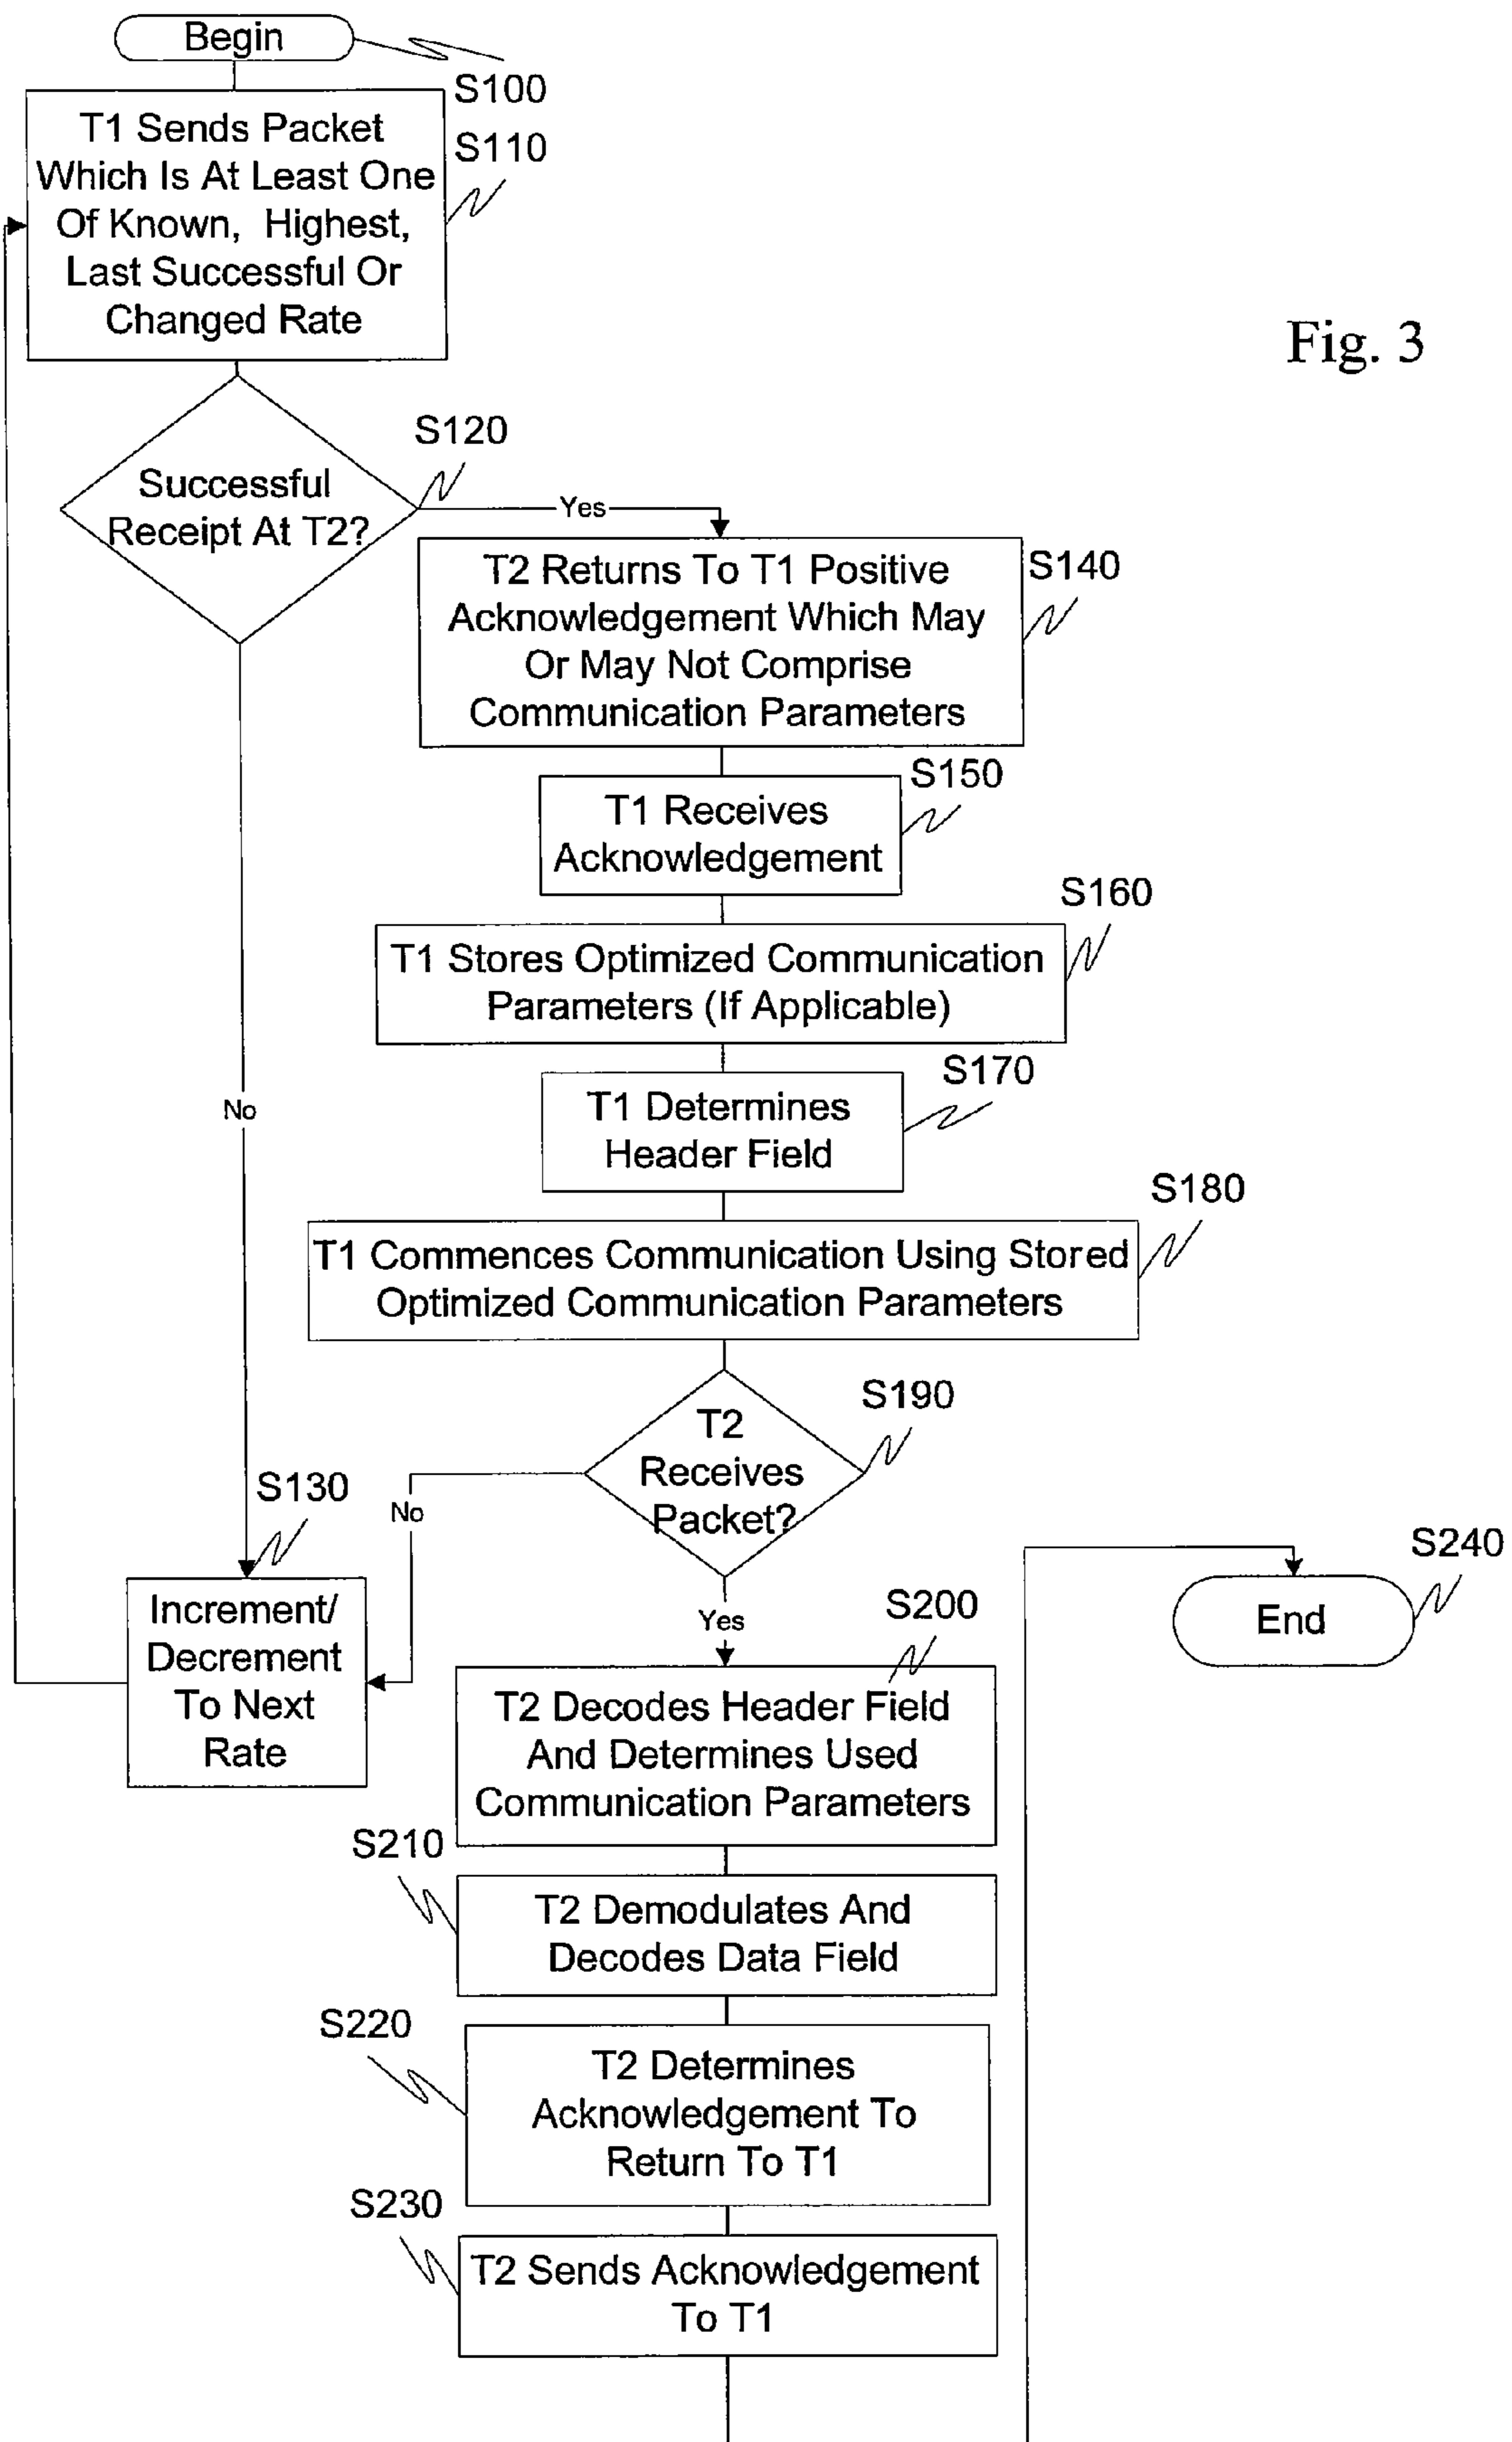 Begin
S100
T1 Sends Packet
Which Is At Least One
Of Known, Highest,
Last Successful Or
Changed Rate
S110
Fig. 3
Successful
Receipt At T2?
S120
Yes
T2 Returns To T1 Positive
Acknowledgement Which May
Or May Not Comprise
Communication Parameters
S140
T1 Receives
Acknowledgement
S150
T1 Stores Optimized Communication
Parameters (If Applicable)
S160
T1 Determines
Header Field
S170
No
T1 Commences Communication Using Stored
Optimized Communication Parameters
S180
T2
Receives
Packet?
S190
No
S130
Increment/
Decrement
To Next
Rate
Yes
S200
T2 Decodes Header Field
And Determines Used
Communication Parameters
S240
End
S210
T2 Demodulates And
Decodes Data Field
S220
T2 Determines
Acknowledgement To
Return To T1
S230
T2 Sends Acknowledgement
To T1